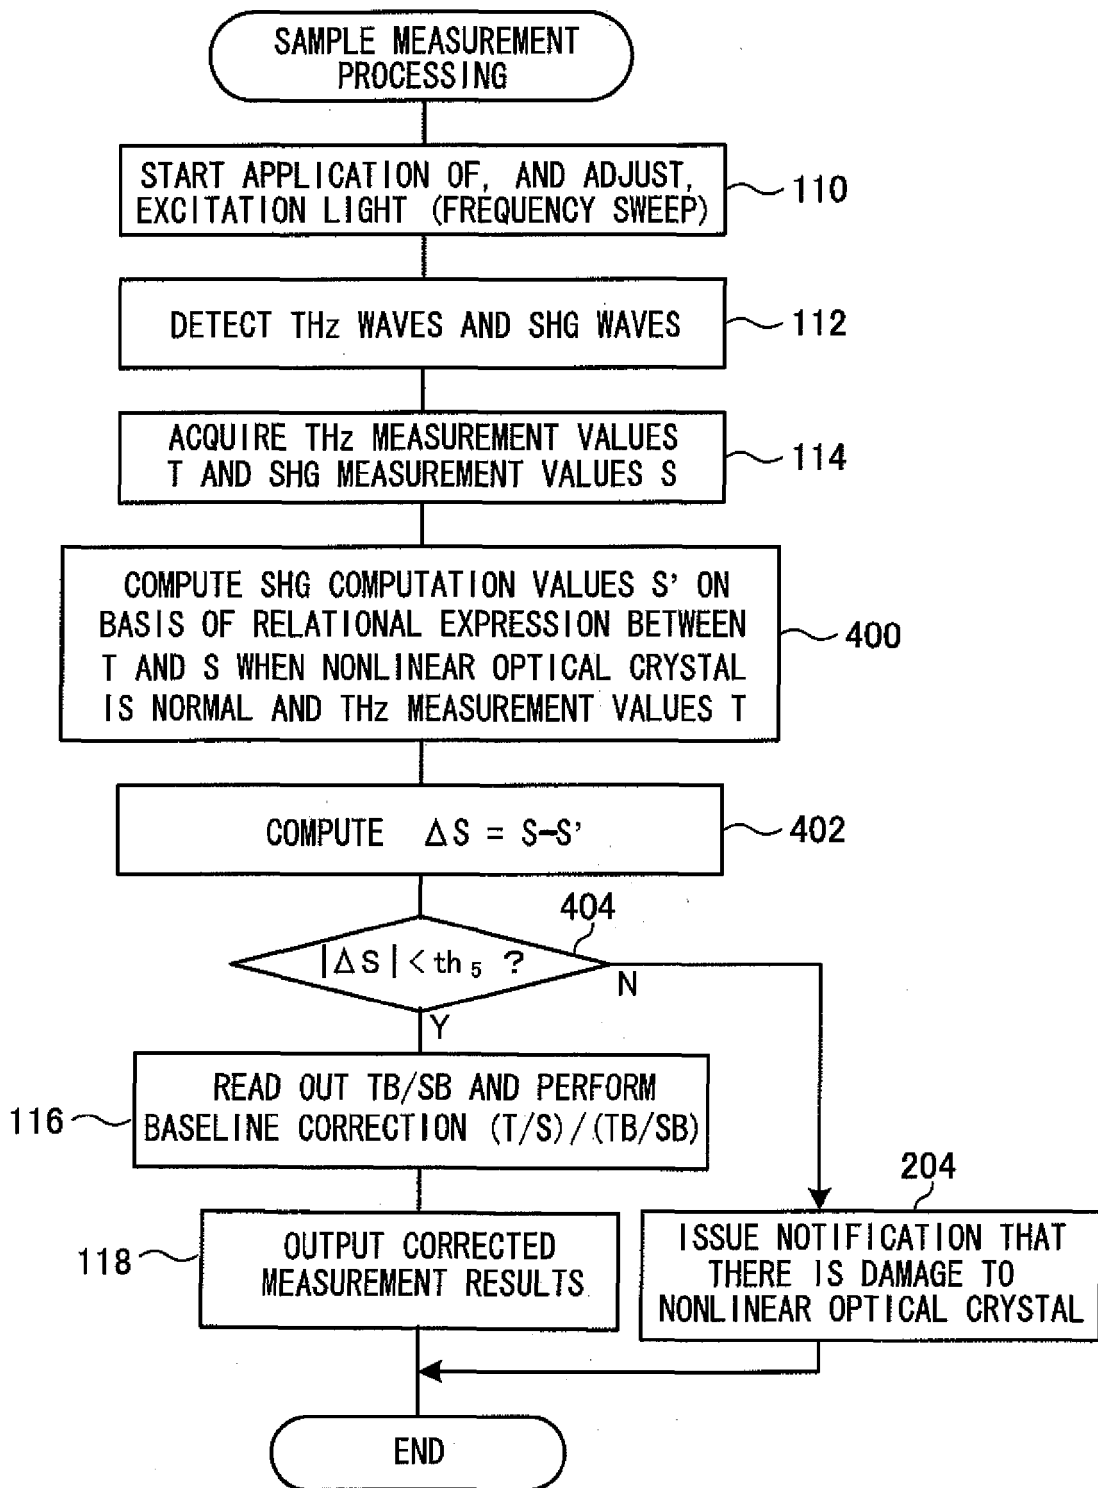 SAMPLE MEASUREMENT
PROCESSING
START APPLICATION OF, AND ADJUST,
EXCITATION LIGHT (FREQUENCY SWEEP)
110
DETECT THz WAVES AND SHG WAVES
112
ACQUIRE THz MEASUREMENT VALUES
T AND SHG MEASUREMENT VALUES S
114
COMPUTE SHG COMPUTATION VALUES S' ON
BASIS OF RELATIONAL EXPRESSION BETWEEN
T AND S WHEN NONLINEAR OPTICAL CRYSTAL
IS NORMAL AND THz MEASUREMENT VALUES T
400
COMPUTE ΔS = S-S'
402
404
|ΔS|<th5 ?
N
Y
READ OUT TB/SB AND PERFORM
BASELINE CORRECTION (T/S)/(TB/SB)
116
204
OUTPUT CORRECTED
MEASUREMENT RESULTS
118
ISSUE NOTIFICATION THAT
THERE IS DAMAGE TO
NONLINEAR OPTICAL CRYSTAL
END